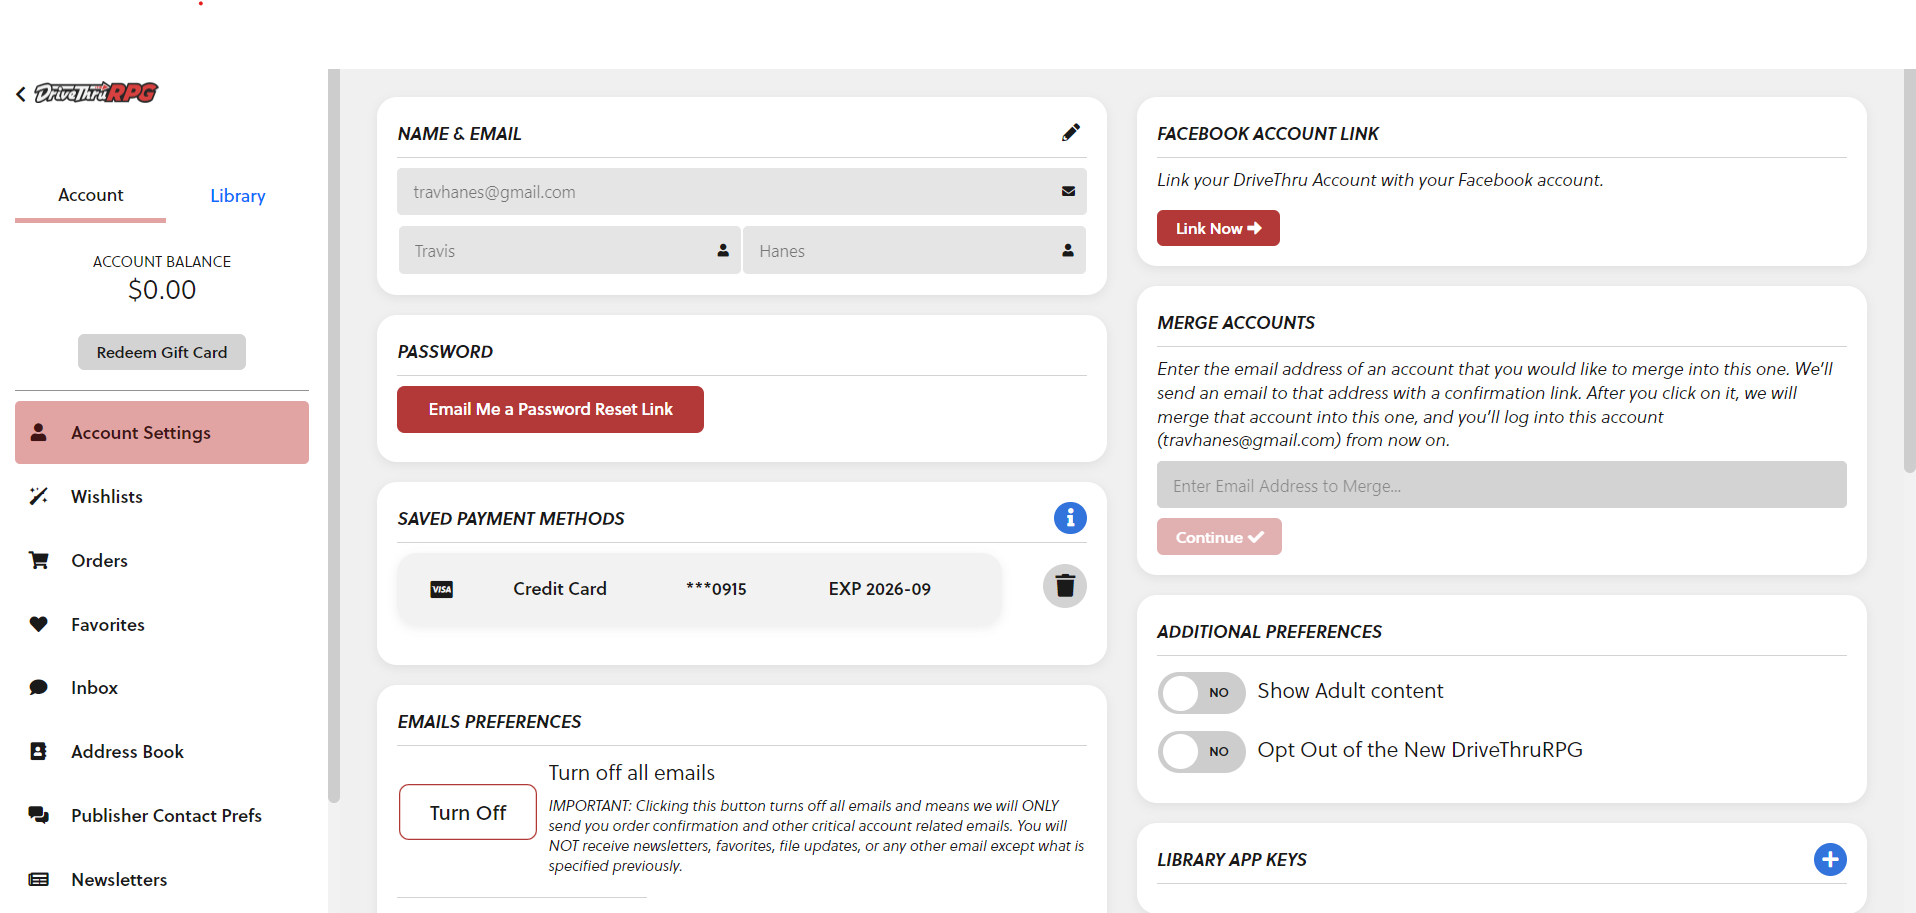 DriveThruRPG
Account
Library
ACCOUNT BALANCE
$0.00
Redeem Gift Card
Account Settings
Wishlists
Orders
Favorites
Inbox
Address Book
Publisher Contact Prefs
Newsletters
NAME & EMAIL
travhanes@gmail.com
Travis
Hanes
PASSWORD
Email Me a Password Reset Link
SAVED PAYMENT METHODS
VISA
Credit Card
***0915
EXP 2026-09
EMAILS PREFERENCES
Turn Off
Turn off all emails
IMPORTANT: Clicking this button turns off all emails and means we will ONLY
send you order confirmation and other critical account related emails. You will
NOT receive newsletters, favorites, file updates, or any other email except what is
specified previously.
FACEBOOK ACCOUNT LINK
Link your DriveThru Account with your Facebook account.
Link Now
MERGE ACCOUNTS
Enter the email address of an account that you would like to merge into this one. We'll
send an email to that address with a confirmation link. After you click on it, we will
merge that account into this one, and you'll log into this account
(travhanes@gmail.com) from now on.
Enter Email Address to Merge...
Continue
ADDITIONAL PREFERENCES
NO
Show Adult content
NO
Opt Out of the New DriveThruRPG
LIBRARY APP KEYS